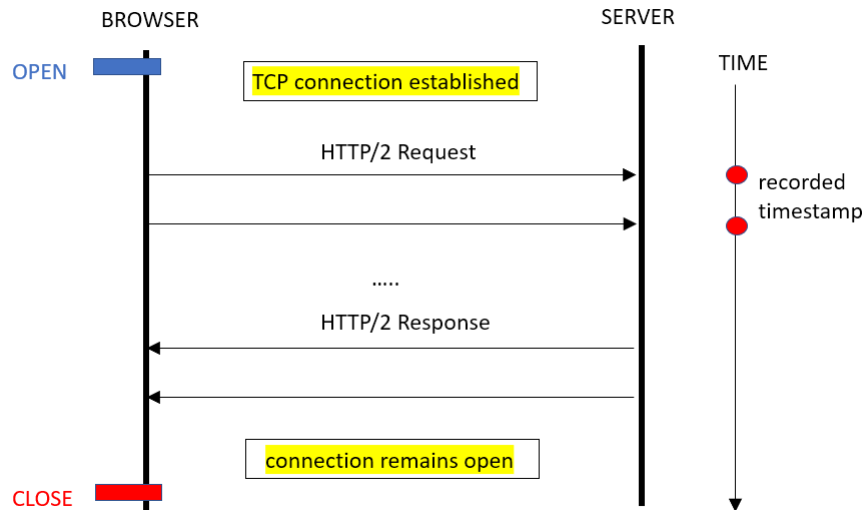 BROWSER
SERVER
OPEN
TCP connection established
TIME
HTTP/2 Request
recorded
timestamp
.....
HTTP/2 Response
connection remains open
CLOSE